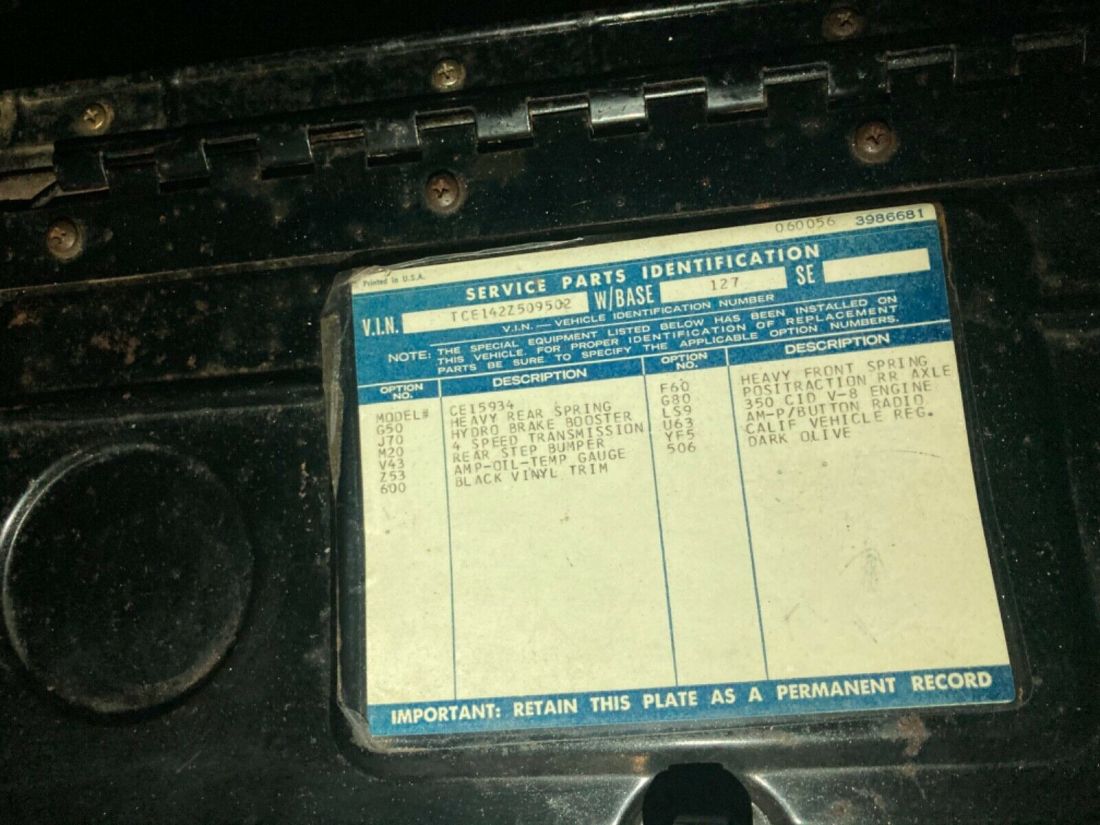 060056 3986681
Printed in U.S.A.
SERVICE PARTS IDENTIFICATION
V.I.N. TCE142Z509502 W/BASE 127 SE
V.I.N. — VEHICLE IDENTIFICATION NUMBER
NOTE: THE SPECIAL EQUIPMENT LISTED BELOW HAS BEEN INSTALLED ON
THIS VEHICLE. FOR PROPER IDENTIFICATION OF REPLACEMENT
PARTS BE SURE TO SPECIFY THE APPLICABLE OPTION NUMBERS.
OPTION NO. DESCRIPTION OPTION NO. DESCRIPTION
MODEL# CE15934 F60 HEAVY FRONT SPRING
G50 HEAVY REAR SPRING G80 POSITRACTION RR AXLE
J70 HYDRO BRAKE BOOSTER LS9 350 CID V-8 ENGINE
M20 4 SPEED TRANSMISSION U63 AM-P/BUTTON RADIO
V43 REAR STEP BUMPER YF5 CALIF VEHICLE REG.
Z53 AMP-OIL-TEMP GAUGE 506 DARK OLIVE
600 BLACK VINYL TRIM
IMPORTANT: RETAIN THIS PLATE AS A PERMANENT RECORD